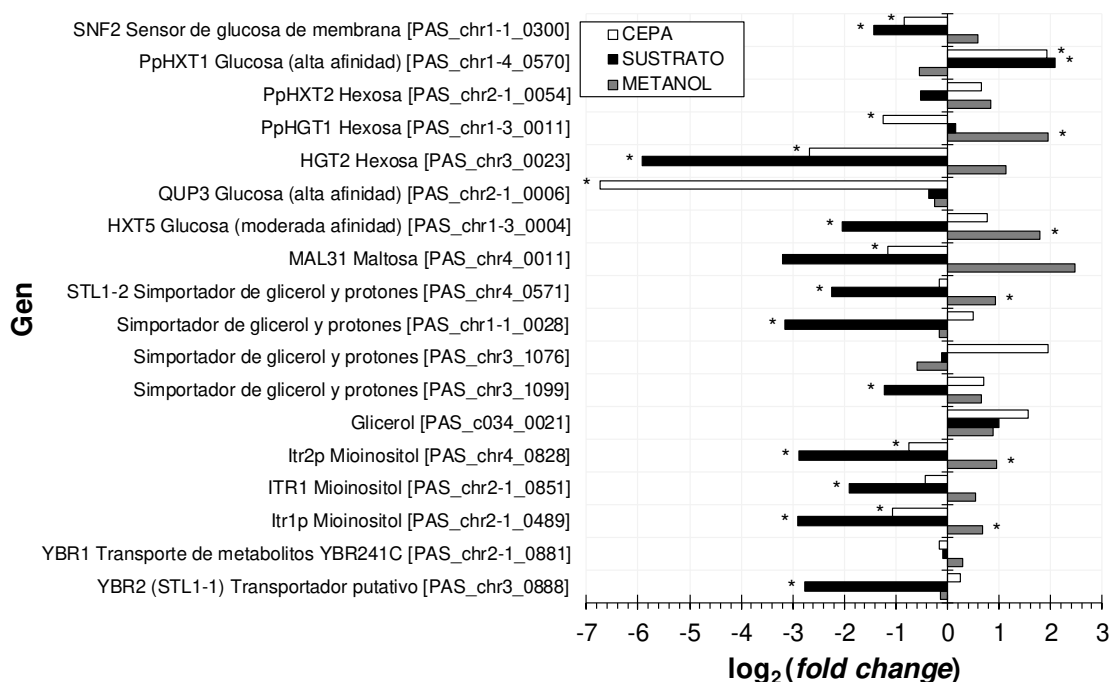 CEPA
SUSTRATO
METANOL
Gen
SNF2 Sensor de glucosa de membrana [PAS_chr1-1_0300]
PpHXT1 Glucosa (alta afinidad) [PAS_chr1-4_0570]
PpHXT2 Hexosa [PAS_chr2-1_0054]
PpHGT1 Hexosa [PAS_chr1-3_0011]
HGT2 Hexosa [PAS_chr3_0023]
QUP3 Glucosa (alta afinidad) [PAS_chr2-1_0006]
HXT5 Glucosa (moderada afinidad) [PAS_chr1-3_0004]
MAL31 Maltosa [PAS_chr4_0011]
STL1-2 Simportador de glicerol y protones [PAS_chr4_0571]
Simportador de glicerol y protones [PAS_chr1-1_0028]
Simportador de glicerol y protones [PAS_chr3_1076]
Simportador de glicerol y protones [PAS_chr3_1099]
Glicerol [PAS_c034_0021]
Itr2p Mioinositol [PAS_chr4_0828]
ITR1 Mioinositol [PAS_chr2-1_0851]
Itr1p Mioinositol [PAS_chr2-1_0489]
YBR1 Transporte de metabolitos YBR241C [PAS_chr2-1_0881]
YBR2 (STL1-1) Transportador putativo [PAS_chr3_0888]
-7 -6 -5 -4 -3 -2 -1 0 1 2 3
log₂ (fold change)